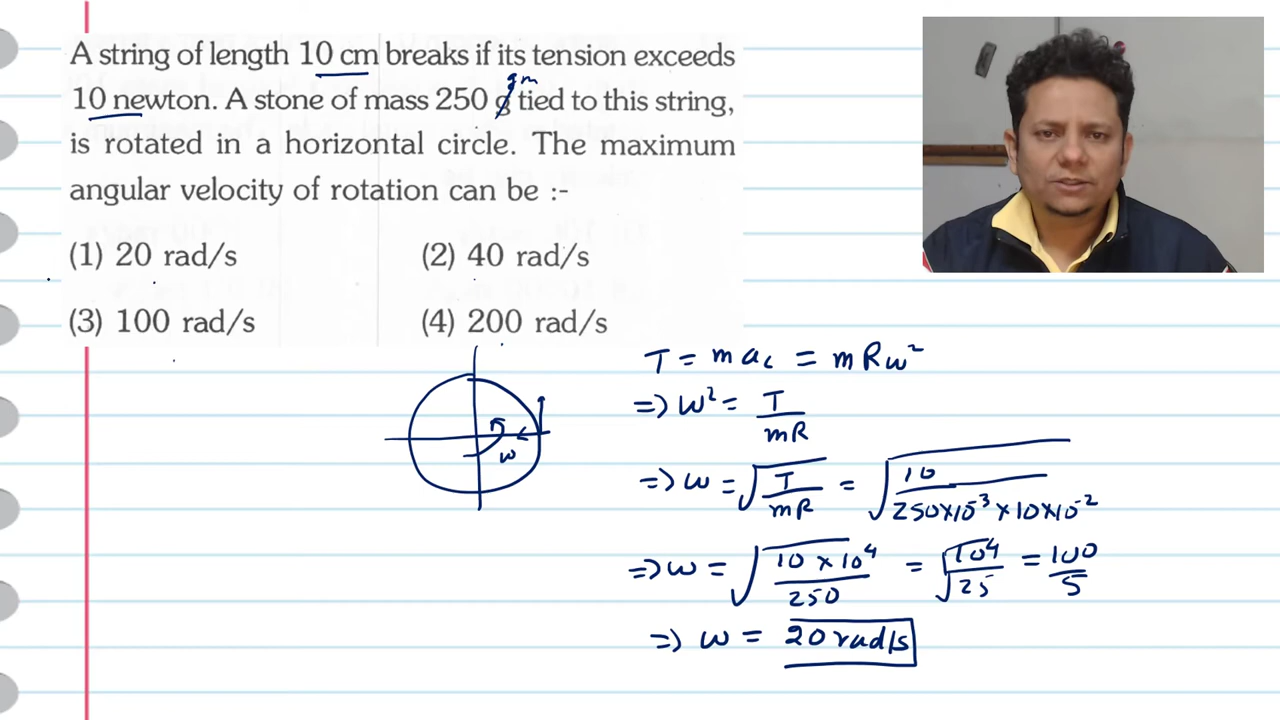 A string of length 10 cm breaks if its tension exceeds
gm
10 newton. A stone of mass 250 g tied to this string,
is rotated in a horizontal circle. The maximum
angular velocity of rotation can be :-
(1) 20 rad/s (2) 40 rad/s
(3) 100 rad/s (4) 200 rad/s
T = m a_c = m R ω²
=> ω² = T/mR
=> ω = √(T/mR) = √(10/250×10⁻³×10×10⁻²)
=> ω = √(10×10⁴/250) = √(10⁴/25) = 100/5
=> ω = 20 rad/s
ω